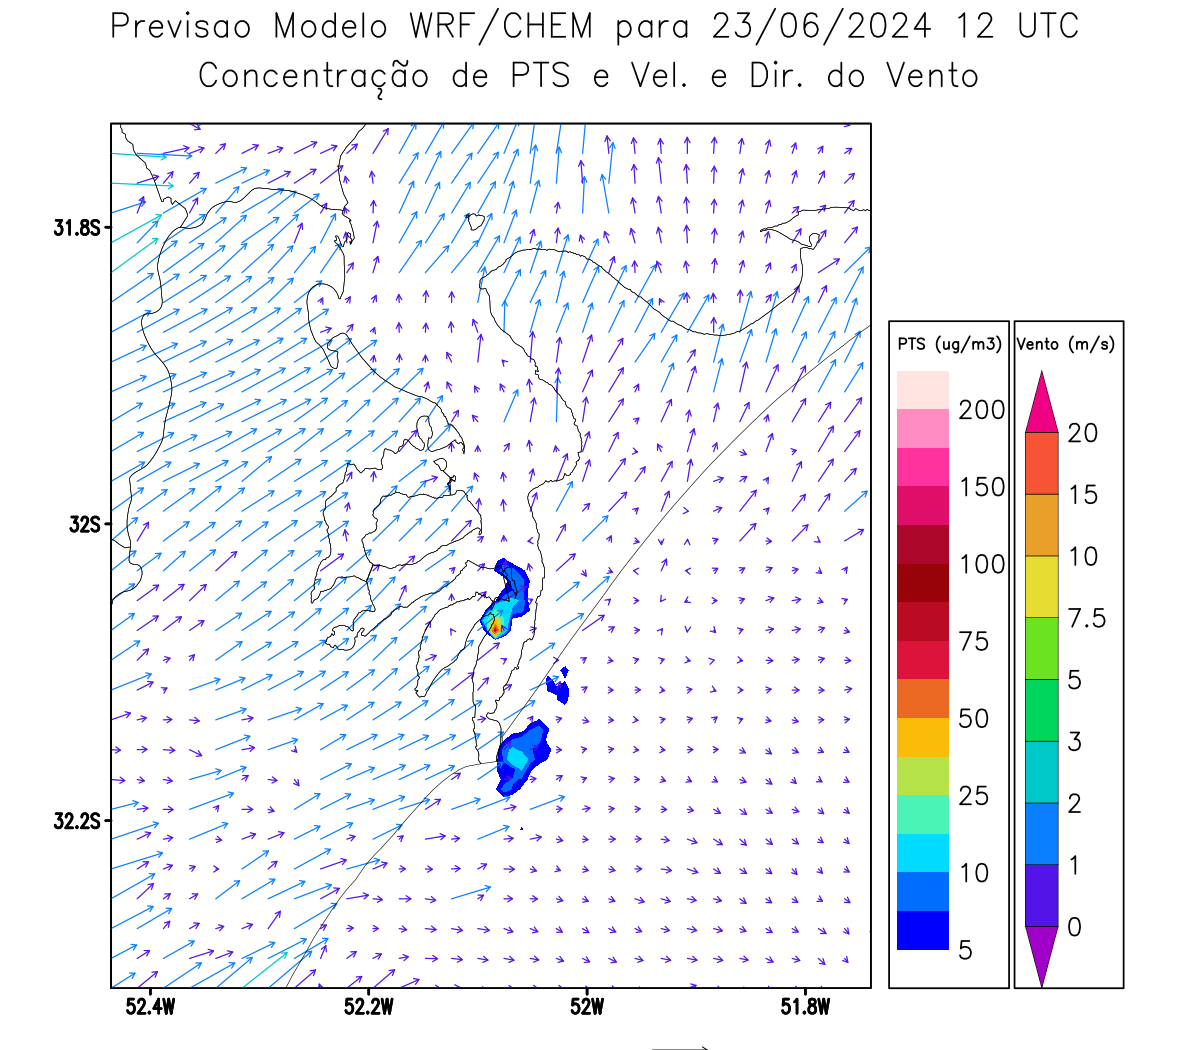 Previsao Modelo WRF/CHEM para 23/06/2024 12 UTC
Concentração de PTS e Vel. e Dir. do Vento
31.8S
32S
32.2S
52.4W 52.2W 52W 51.8W
PTS (ug/m3)
200
150
100
75
50
25
10
5
Vento (m/s)
20
15
10
7.5
5
3
2
1
0